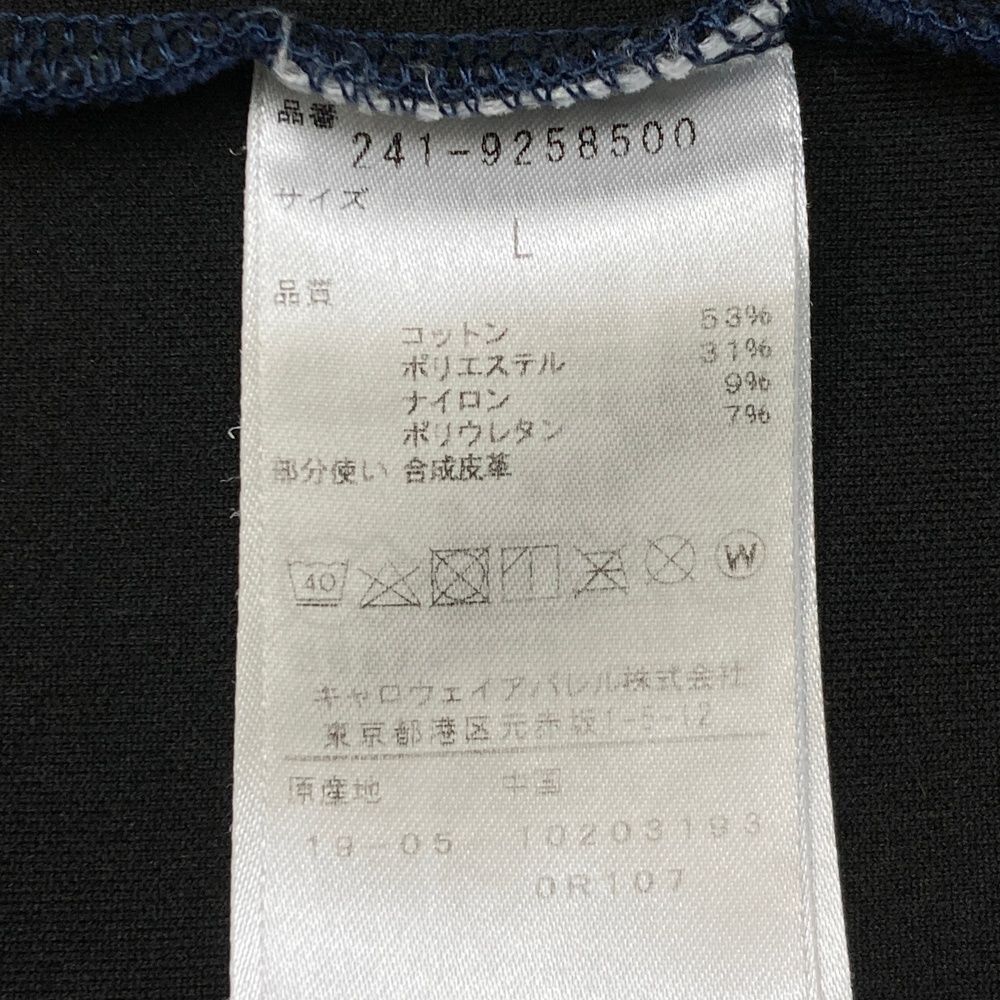 品番
241-9258500
サイズ
L
品質
コットン 53%
ポリエステル 31%
ナイロン 9%
ポリウレタン 7%
部分使い 合成皮革
40 W
キャロウェイアパレル株式会社
東京都港区元赤坂1-5-12
原産地 中国
19-05 10203193
0R107